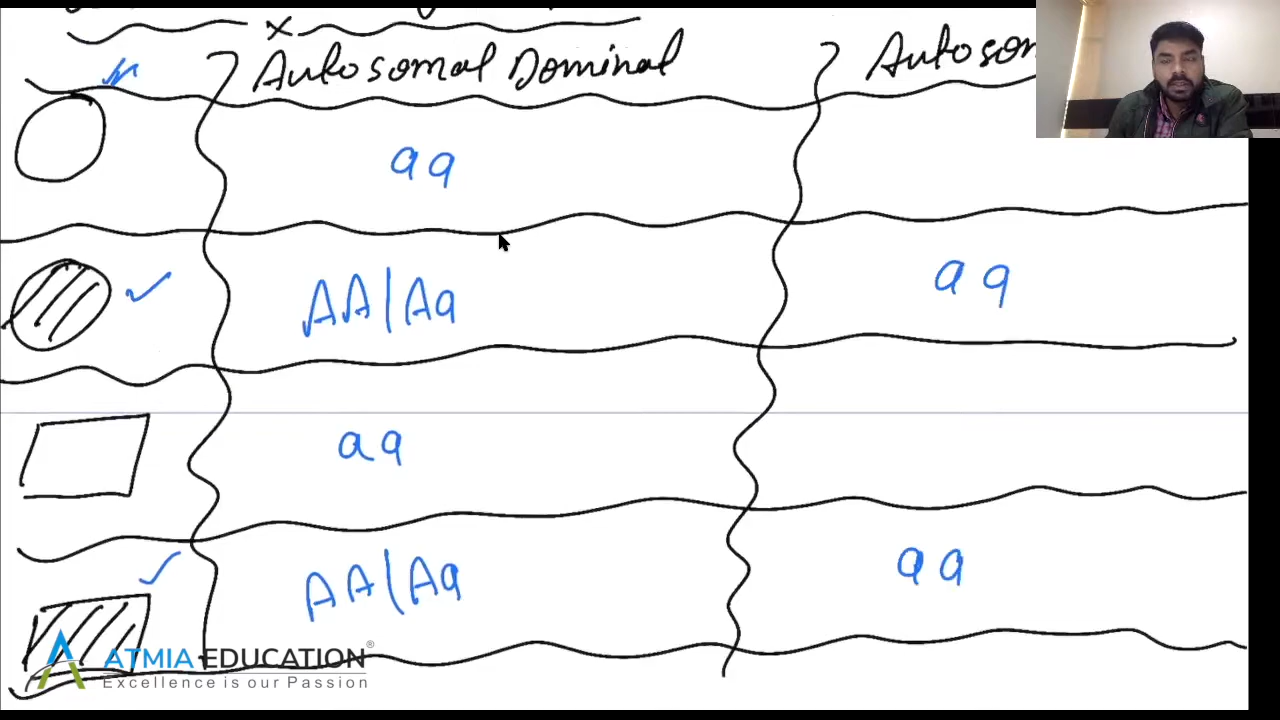 Autosomal Dominal
Autosom
aa
AA|Aa
aa
aa
AA|Aa
aa
ATMIA EDUCATION®
Excellence is our Passion